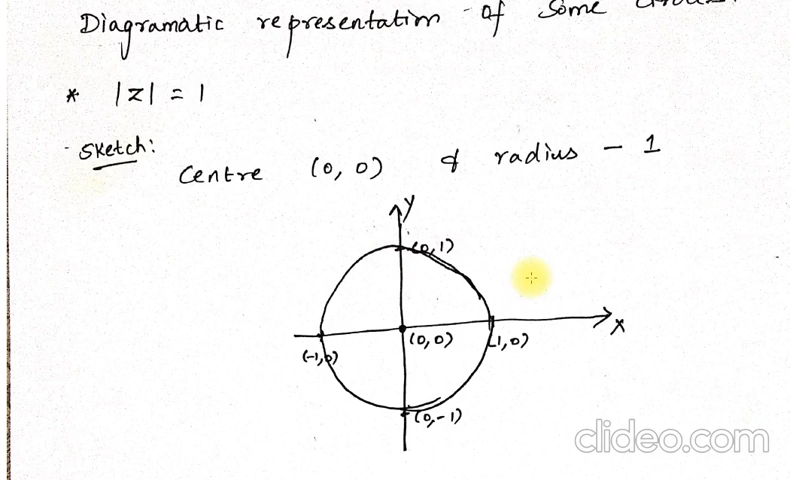 Diagramatic representation of some
* |z| = 1
Sketch:
Centre (0, 0) & radius - 1
y
(0, 1)
(0, 0)
(1, 0)
x
(-1, 0)
(0, -1)
clideo.com